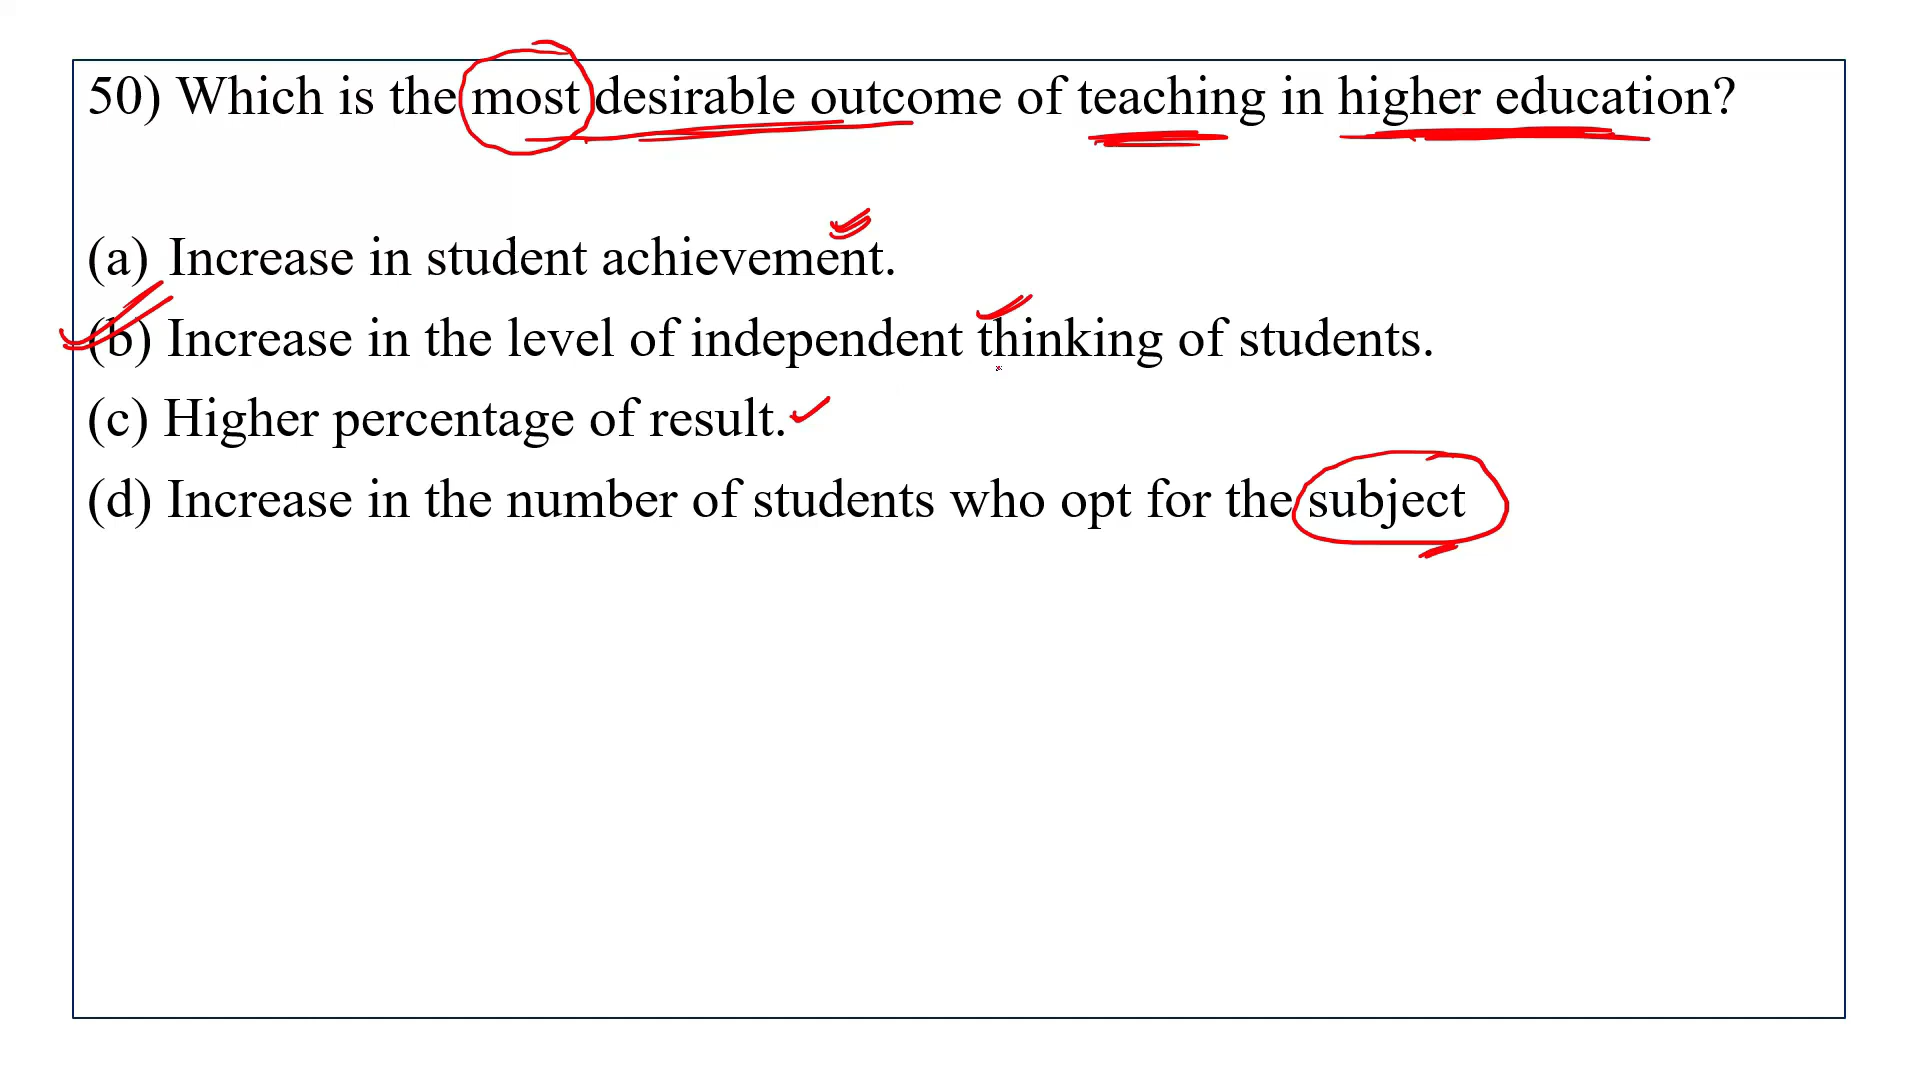 50) Which is the most desirable outcome of teaching in higher education?
(a) Increase in student achievement.
(b) Increase in the level of independent thinking of students.
(c) Higher percentage of result.
(d) Increase in the number of students who opt for the subject